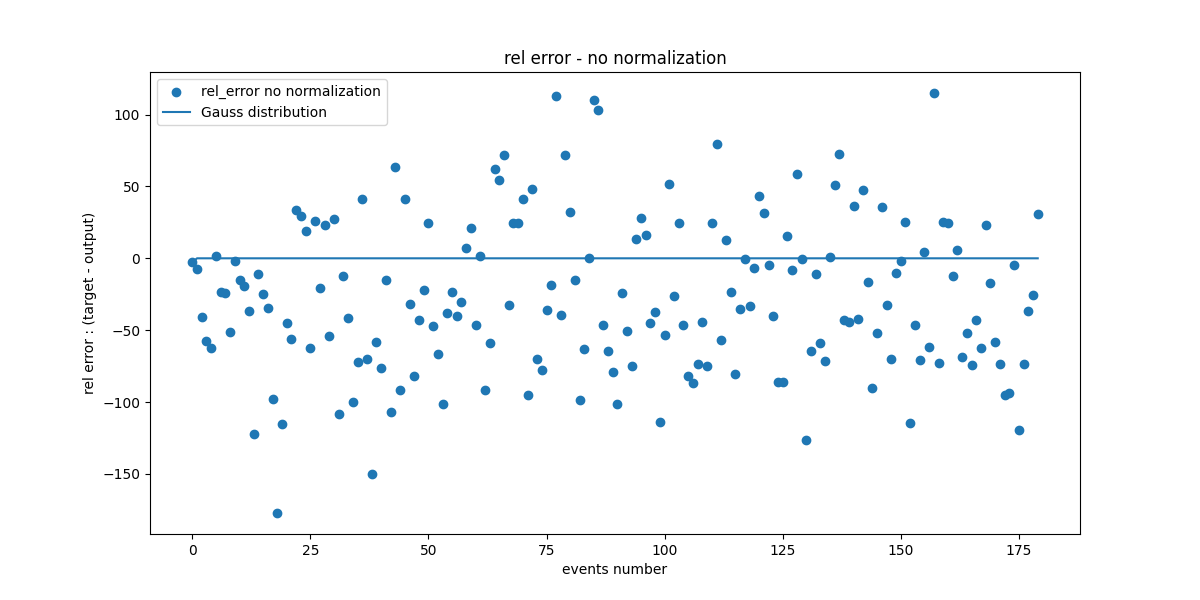 rel error - no normalization
rel_error no normalization
Gauss distribution
100
50
0
−50
−100
−150
rel error : (target - output)
0 25 50 75 100 125 150 175
events number